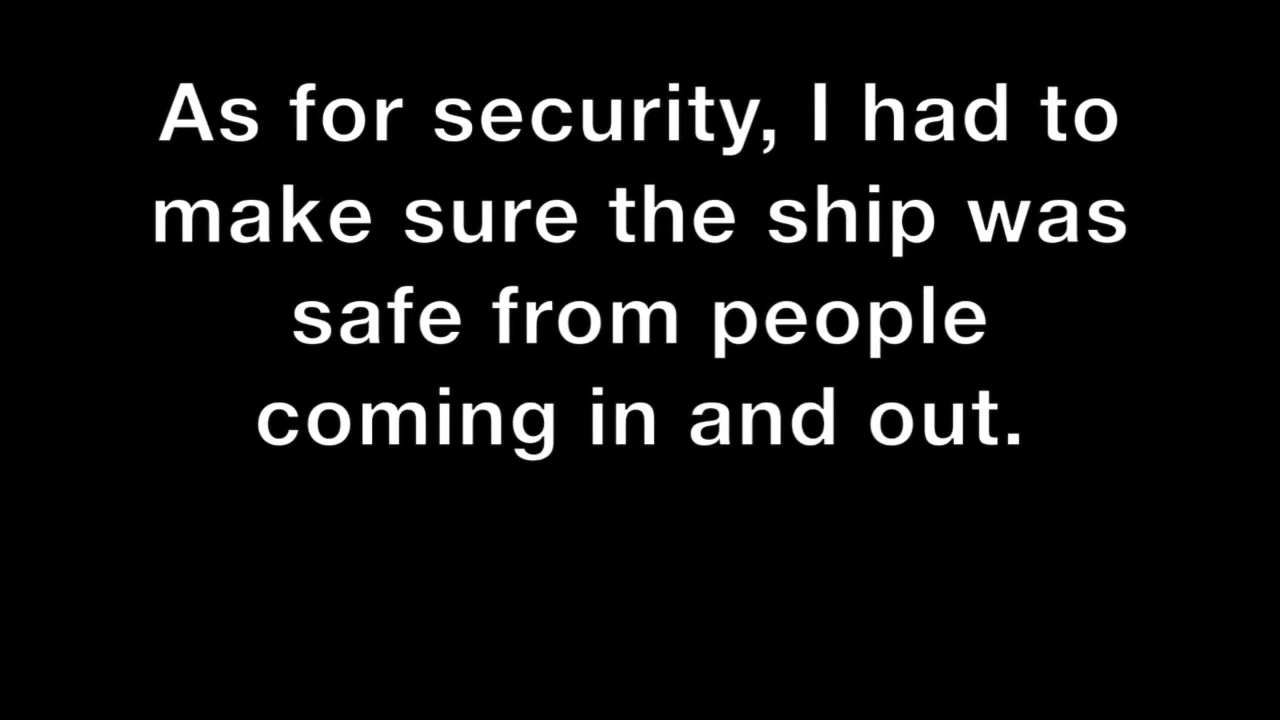 As for security, I had to
make sure the ship was
safe from people
coming in and out.